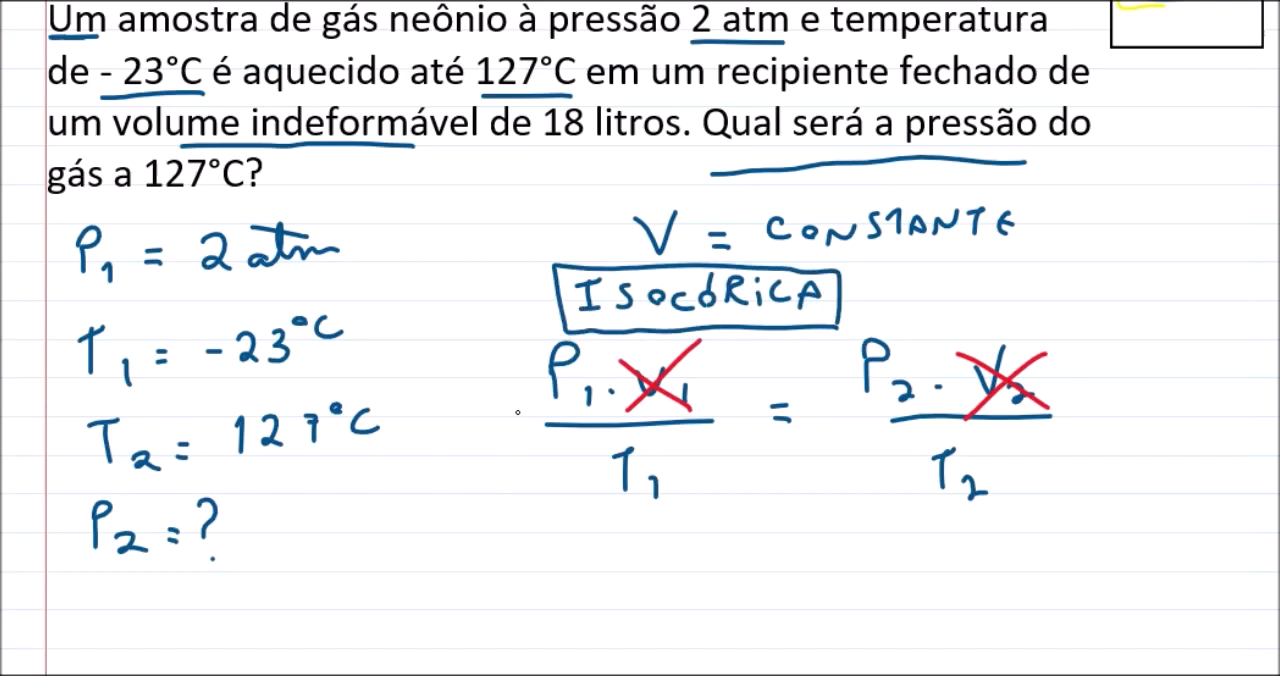 Um amostra de gás neônio à pressão 2 atm e temperatura
de - 23°C é aquecido até 127°C em um recipiente fechado de
um volume indeformável de 18 litros. Qual será a pressão do
gás a 127°C?
P1 = 2 atm
V = CONSTANTE
ISOCÓRICA
T1 = -23°C
P1 . V1 / T1 = P2 . V2 / T2
T2 = 127°C
P2 = ?